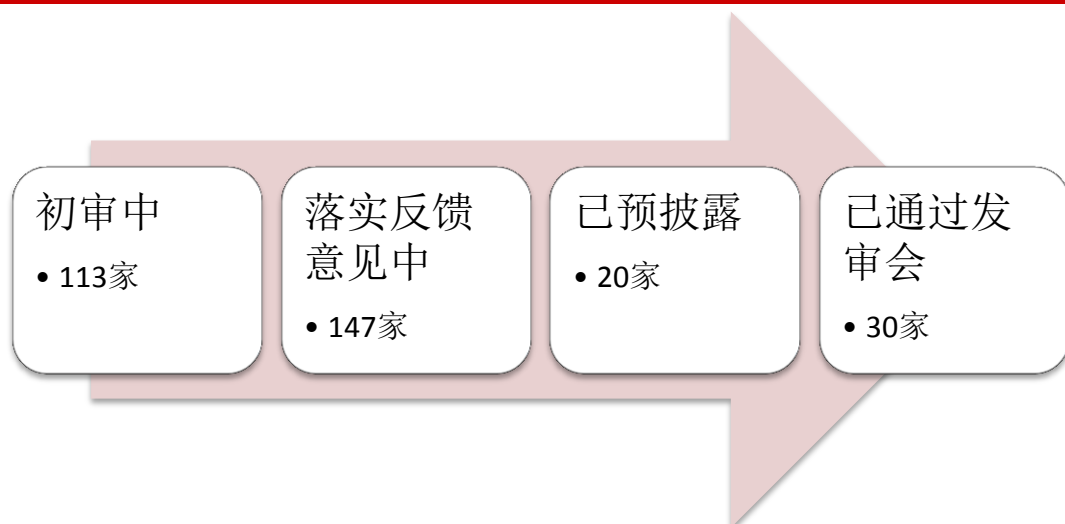 初审中
• 113家
落实反馈
意见中
• 147家
已预披露
• 20家
已通过发
审会
• 30家